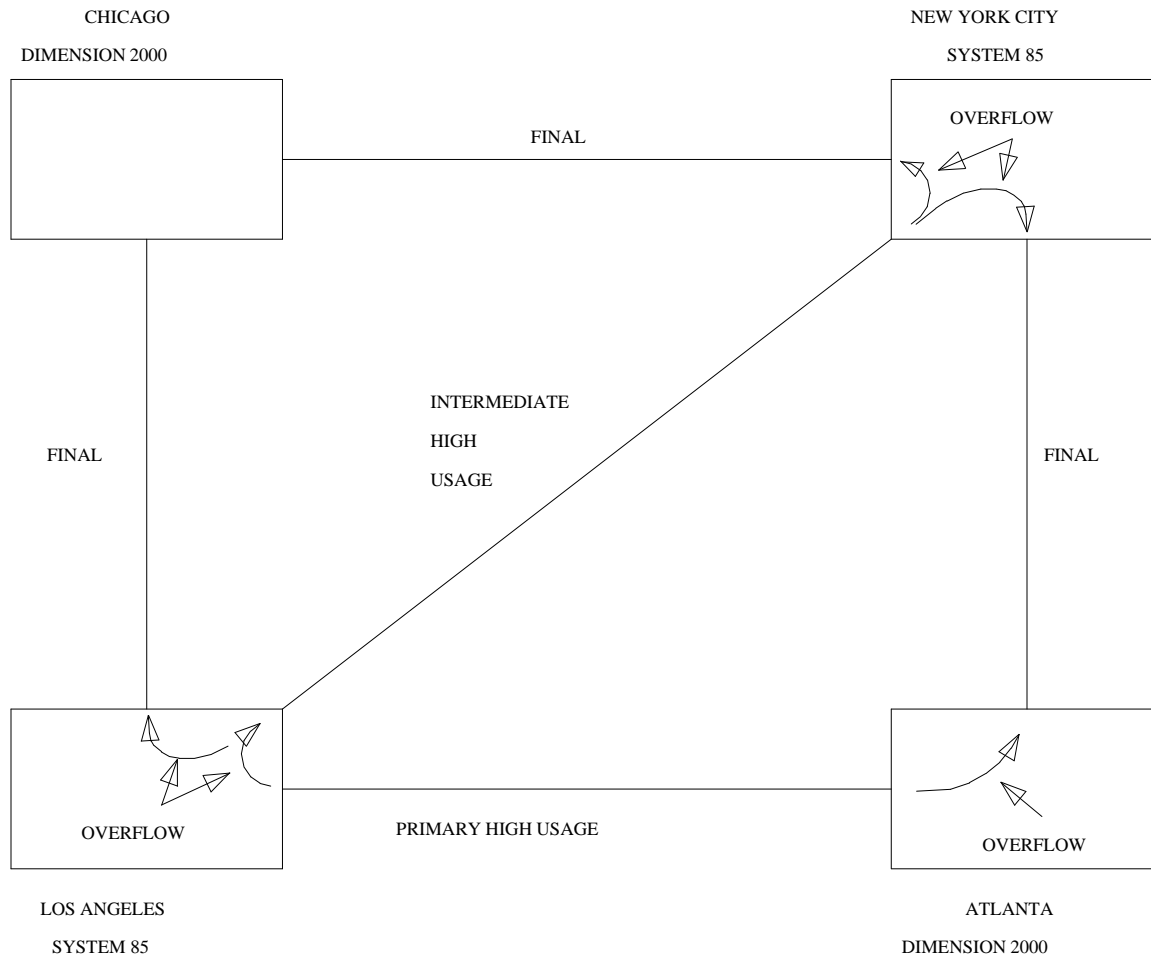 CHICAGO
DIMENSION 2000
NEW YORK CITY
SYSTEM 85
OVERFLOW
FINAL
INTERMEDIATE
HIGH
USAGE
FINAL
FINAL
OVERFLOW
PRIMARY HIGH USAGE
OVERFLOW
LOS ANGELES
SYSTEM 85
ATLANTA
DIMENSION 2000